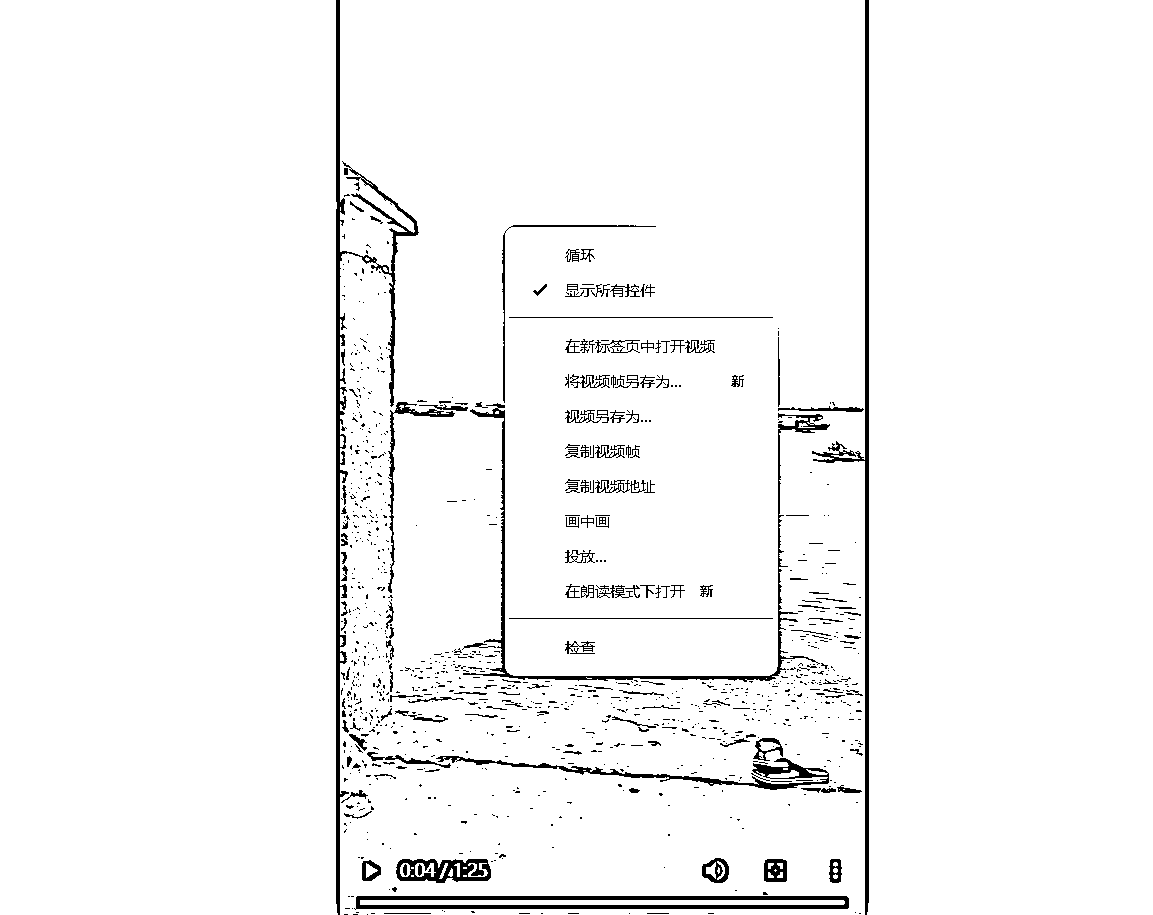 循环
显示所有控件
在新标签页中打开视频
将视频帧另存为... 新
视频另存为...
复制视频帧
复制视频地址
画中画
投放...
在朗读模式下打开 新
检查
0:04/1:25